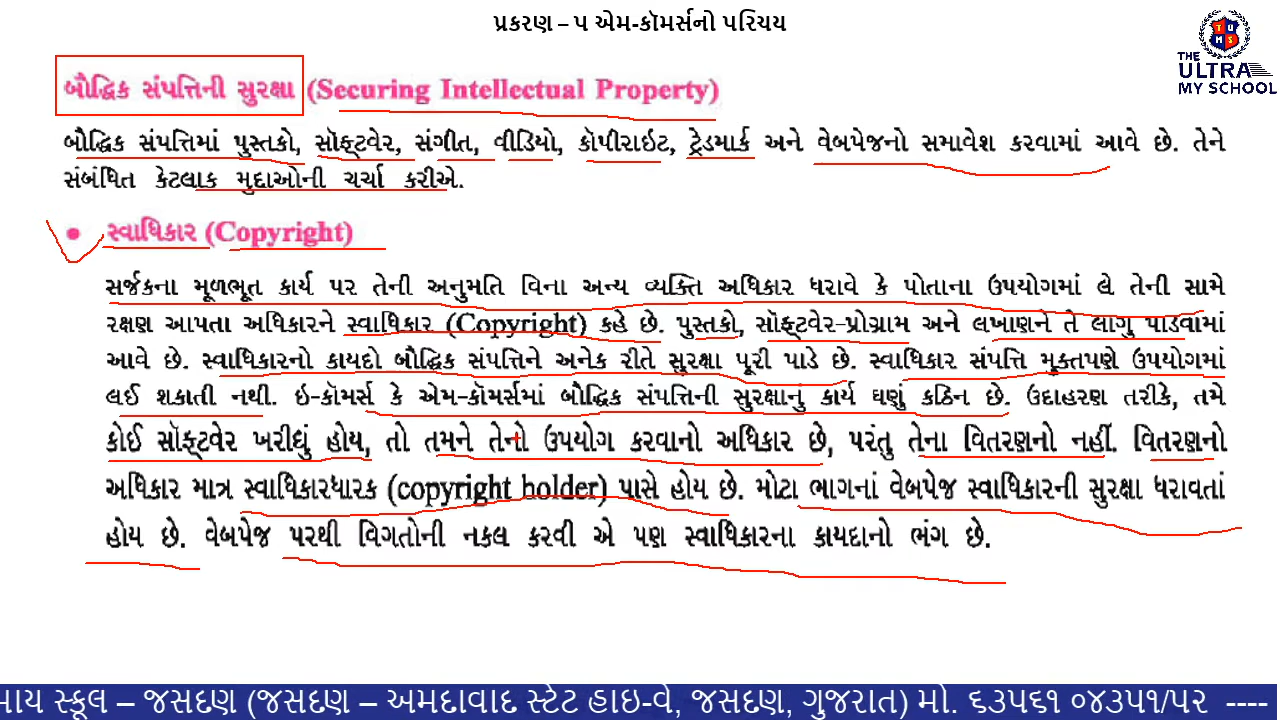 પ્રકરણ – ૫ એમ-કૉમર્સનો પરિચય
THE
ULTRA
MY SCHOOL
TUMS
બૌદ્ધિક સંપત્તિની સુરક્ષા (Securing Intellectual Property)
બૌદ્ધિક સંપત્તિમાં પુસ્તકો, સૉફ્ટવેર, સંગીત, વીડિયો, કૉપીરાઇટ, ટ્રેડમાર્ક અને વેબપેજનો સમાવેશ કરવામાં આવે છે. તેને
સંબંધિત કેટલાક મુદ્દાઓની ચર્ચા કરીએ.
• સ્વાધિકાર (Copyright)
સર્જકના મૂળભૂત કાર્ય પર તેની અનુમતિ વિના અન્ય વ્યક્તિ અધિકાર ધરાવે કે પોતાના ઉપયોગમાં લે તેની સામે
રક્ષણ આપતા અધિકારને સ્વાધિકાર (Copyright) કહે છે. પુસ્તકો, સૉફ્ટવેર-પ્રોગ્રામ અને લખાણને તે લાગુ પાડવામાં
આવે છે. સ્વાધિકારનો કાયદો બૌદ્ધિક સંપત્તિને અનેક રીતે સુરક્ષા પૂરી પાડે છે. સ્વાધિકાર સંપત્તિ મુક્તપણે ઉપયોગમાં
લઈ શકાતી નથી. ઇ-કૉમર્સ કે એમ-કૉમર્સમાં બૌદ્ધિક સંપત્તિની સુરક્ષાનું કાર્ય ઘણું કઠિન છે. ઉદાહરણ તરીકે, તમે
કોઈ સૉફ્ટવેર ખરીદ્યું હોય, તો તમને તેનો ઉપયોગ કરવાનો અધિકાર છે, પરંતુ તેના વિતરણનો નહીં. વિતરણનો
અધિકાર માત્ર સ્વાધિકારધારક (copyright holder) પાસે હોય છે. મોટા ભાગનાં વેબપેજ સ્વાધિકારની સુરક્ષા ધરાવતાં
હોય છે. વેબપેજ પરથી વિગતોની નકલ કરવી એ પણ સ્વાધિકારના કાયદાનો ભંગ છે.
સ્કૂલ – જસદણ (જસદણ – અમદાવાદ સ્ટેટ હાઇ-વે, જસદણ, ગુજરાત) મો. ૬૩૫૬૧ ૦૪૩૫૧/૫૨ ----